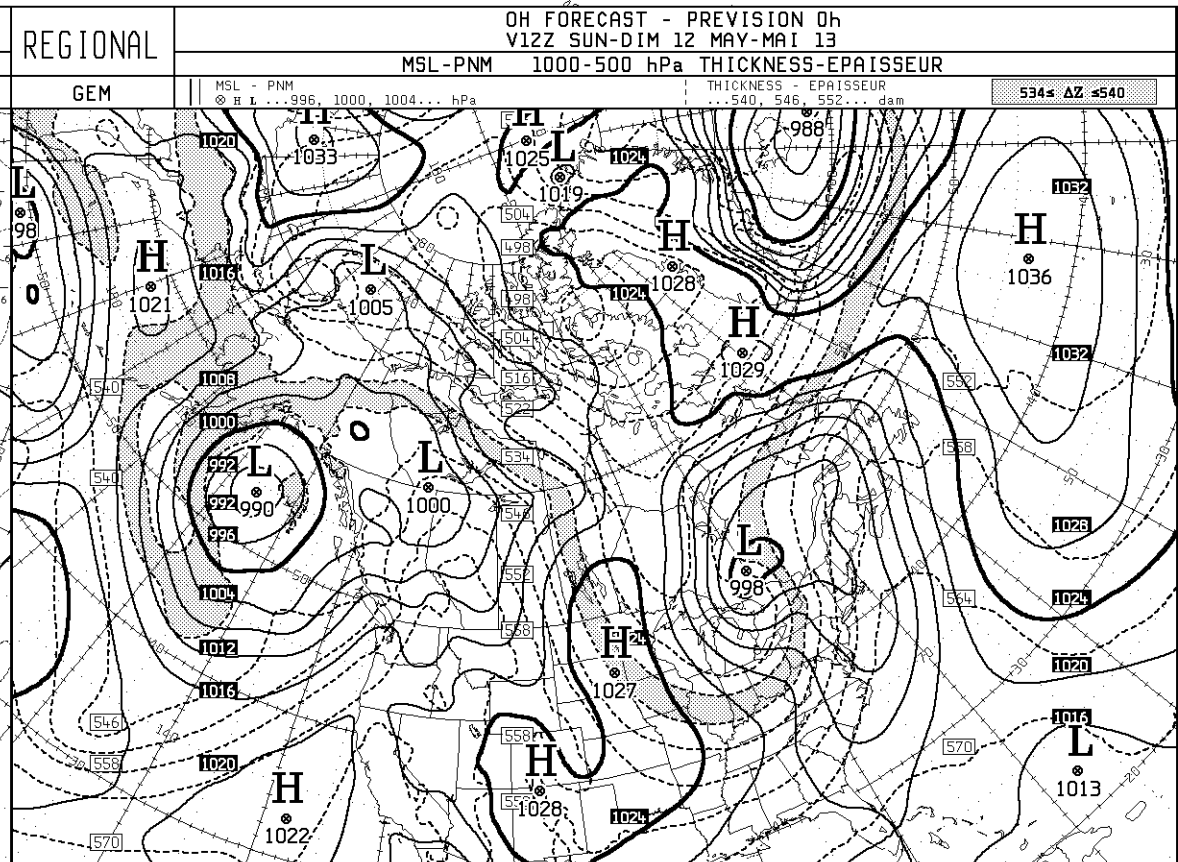 REGIONAL
0H FORECAST - PREVISION 0h
V12Z SUN-DIM 12 MAY-MAI 13
MSL-PNM 1000-500 hPa THICKNESS-EPAISSEUR
GEM
MSL - PNM
⊗ H L ...996, 1000, 1004... hPa
THICKNESS - EPAISSEUR
...540, 546, 552... dam
534≤ ΔZ ≤540
1020
H
1033
H
1025
L
1019
1024
988
L
98
H
1021
1016
L
1005
504
498
498
504
516
522
534
546
552
558
H
1028
1024
H
1029
1032
H
1036
1032
1028
1024
1020
1016
552
558
564
570
540
540
546
558
570
1008
1000
992
L
990
992
996
1004
1012
1016
1020
L
1000
L
998
H
1027
558
H
1028
1024
H
1022
L
1013